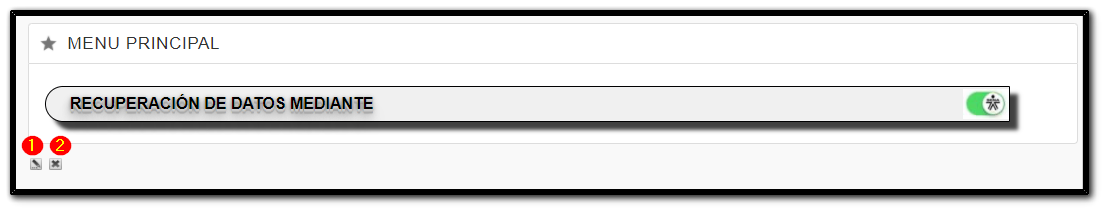 MENU PRINCIPAL
RECUPERACIÓN DE DATOS MEDIANTE
1 2